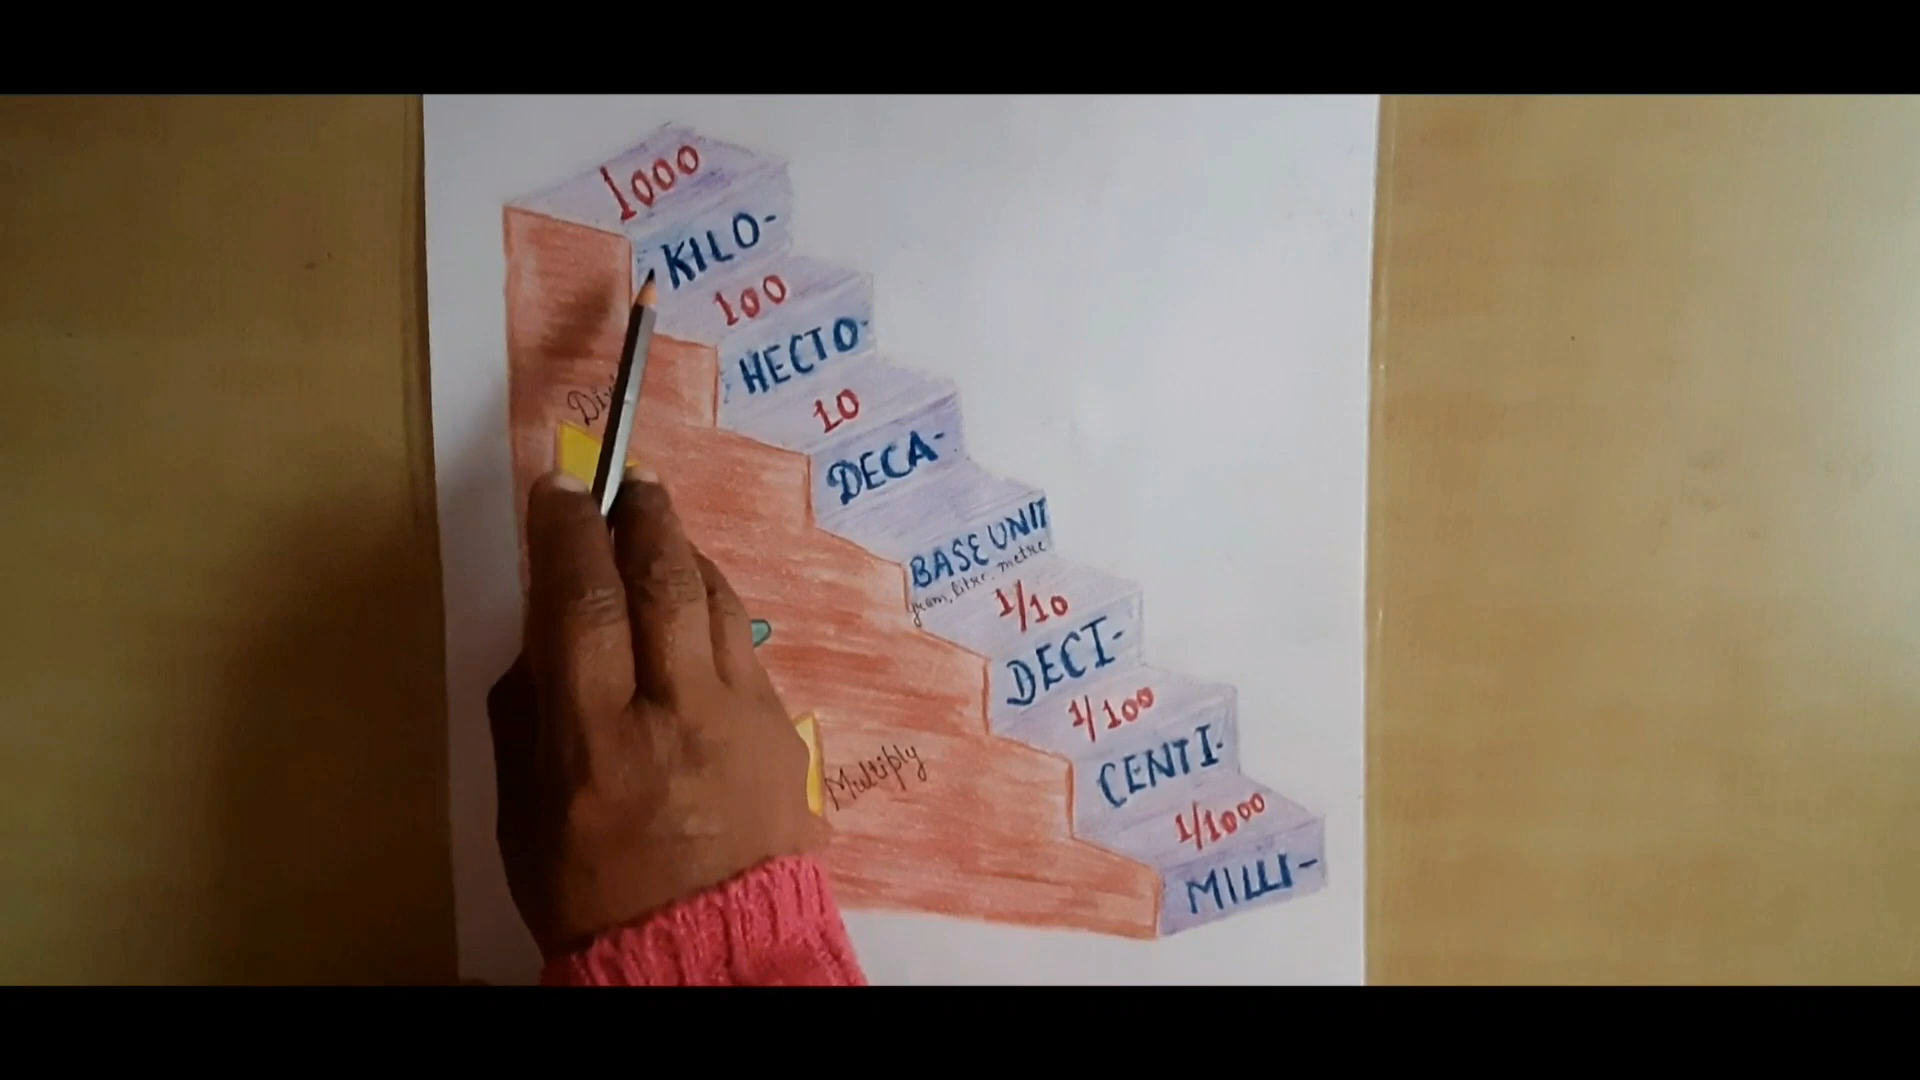 1000
KILO-
100
HECTO-
10
DECA-
BASE UNIT
gram, litre, metre
1/10
DECI-
1/100
CENTI-
1/1000
MILLI-
Multiply